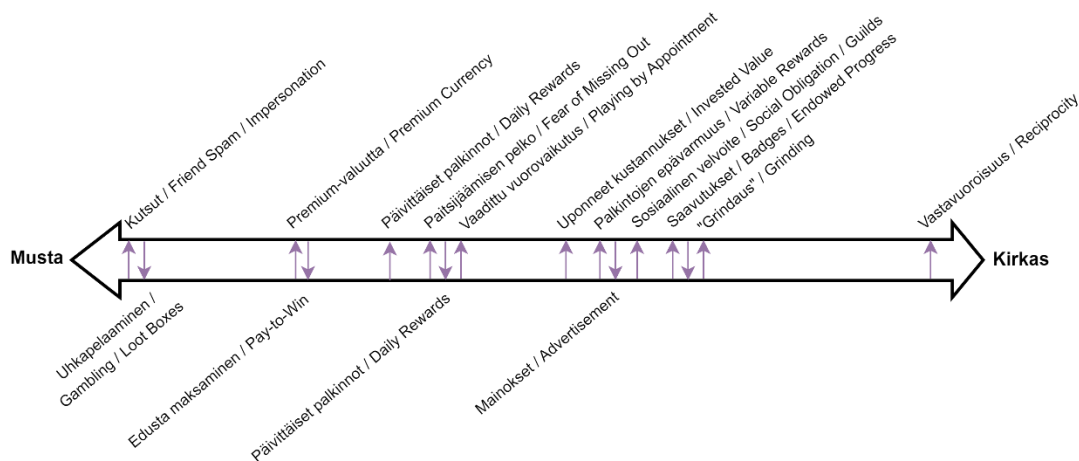 Kutsut / Friend Spam / Impersonation
Premium-valuutta / Premium Currency
Päivittäiset palkinnot / Daily Rewards
Paitsijäämisen pelko / Fear of Missing Out
Vaadittu vuorovaikutus / Playing by Appointment
Uponneet kustannukset / Invested Value
Palkintojen epävarmuus / Variable Rewards
Sosiaalinen velvoite / Social Obligation / Guilds
Saavutukset / Badges / Endowed Progress
"Grindaus" / Grinding
Vastavuoroisuus / Reciprocity
Musta
Kirkas
Uhkapelaaminen /
Gambling / Loot Boxes
Edusta maksaminen / Pay-to-Win
Päivittäiset palkinnot / Daily Rewards
Mainokset / Advertisement